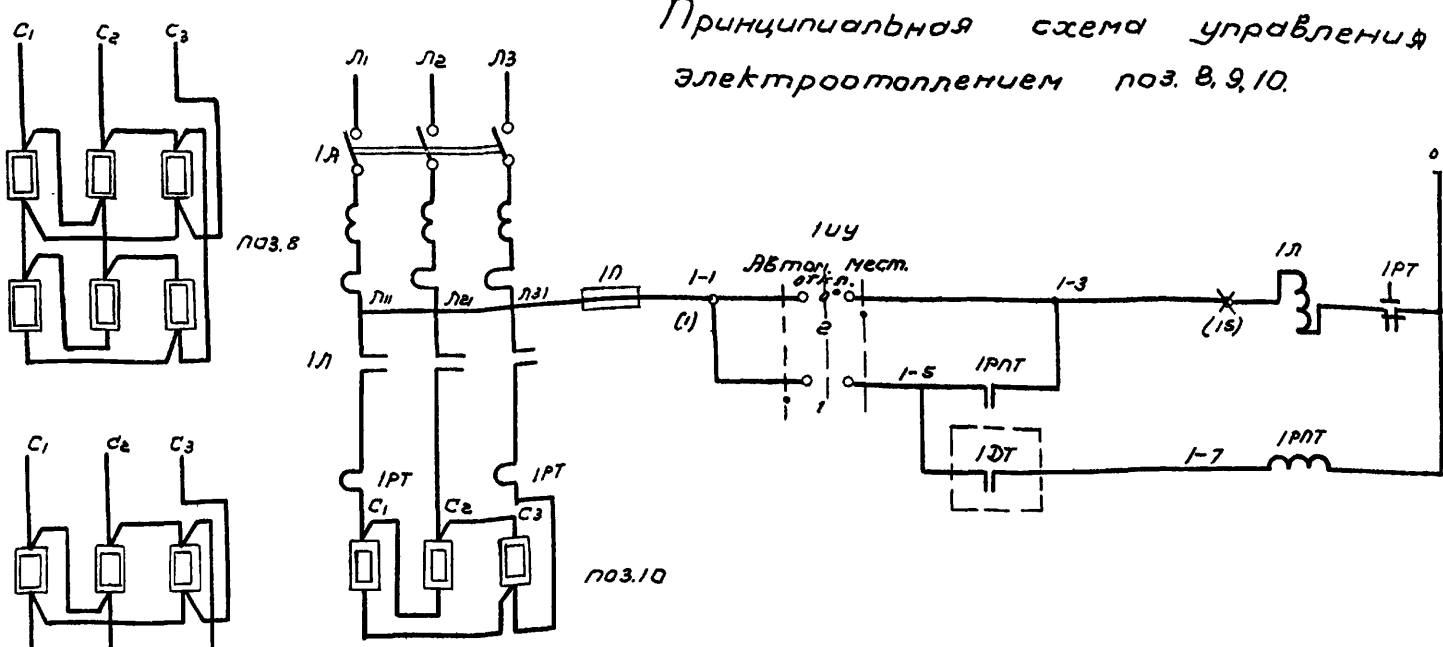 Принципиальная схема управления
электроотоплением поз. 8, 9, 10.
C1 C2 C3
поз. 8
Л1 Л2 Л3
1А
Л11 Л21 Л31
1П
1-1
(1)
1УУ
Автом. откл. мест.
2
1
1-3
(15)
1Л
1РТ
0
1Л
1-5
1РПТ
1DT
1-7
1РПТ
1РТ
1РТ
C1 C2 C3
поз. 10
C1 C2 C3